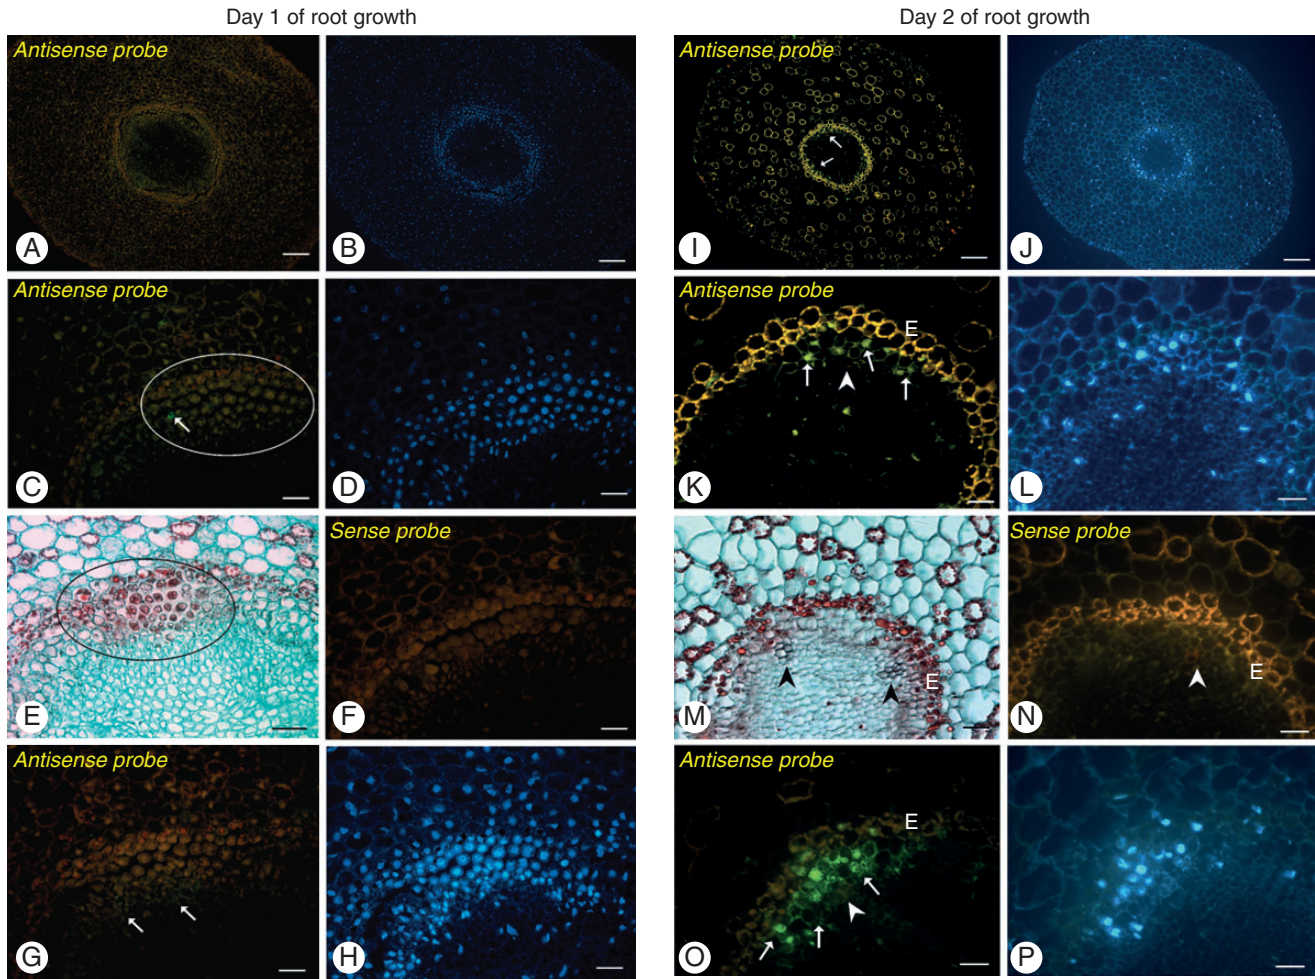 Day 1 of root growth
Day 2 of root growth
Antisense probe
A
B
Antisense probe
I
J
Antisense probe
C
D
Antisense probe
E
K
L
E
Sense probe
F
E
M
Sense probe
E
N
Antisense probe
G
H
Antisense probe
E
O
P